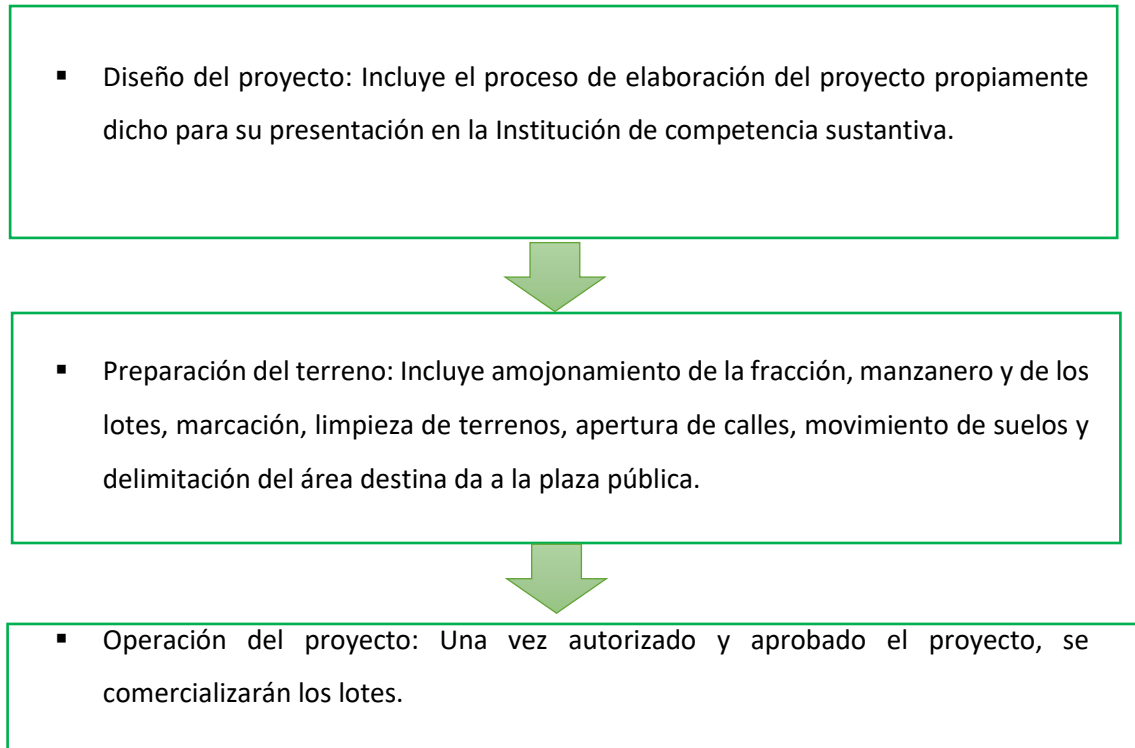 ▪ Diseño del proyecto: Incluye el proceso de elaboración del proyecto propiamente
dicho para su presentación en la Institución de competencia sustantiva.
▪ Preparación del terreno: Incluye amojonamiento de la fracción, manzanero y de los
lotes, marcación, limpieza de terrenos, apertura de calles, movimiento de suelos y
delimitación del área destina da a la plaza pública.
▪ Operación del proyecto: Una vez autorizado y aprobado el proyecto, se
comercializarán los lotes.